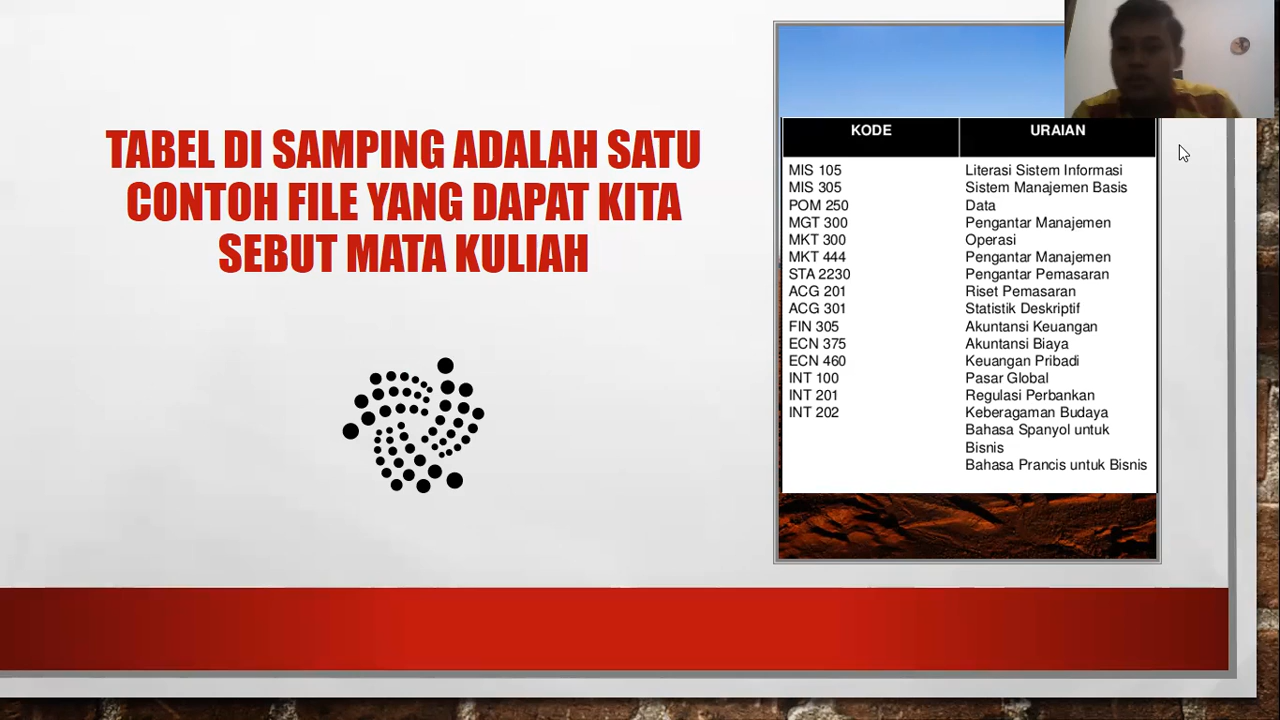 TABEL DI SAMPING ADALAH SATU
CONTOH FILE YANG DAPAT KITA
SEBUT MATA KULIAH
KODE URAIAN
MIS 105 Literasi Sistem Informasi
MIS 305 Sistem Manajemen Basis
POM 250 Data
MGT 300 Pengantar Manajemen
MKT 300 Operasi
MKT 444 Pengantar Manajemen
STA 2230 Pengantar Pemasaran
ACG 201 Riset Pemasaran
ACG 301 Statistik Deskriptif
FIN 305 Akuntansi Keuangan
ECN 375 Akuntansi Biaya
ECN 460 Keuangan Pribadi
INT 100 Pasar Global
INT 201 Regulasi Perbankan
INT 202 Keberagaman Budaya
Bahasa Spanyol untuk
Bisnis
Bahasa Prancis untuk Bisnis